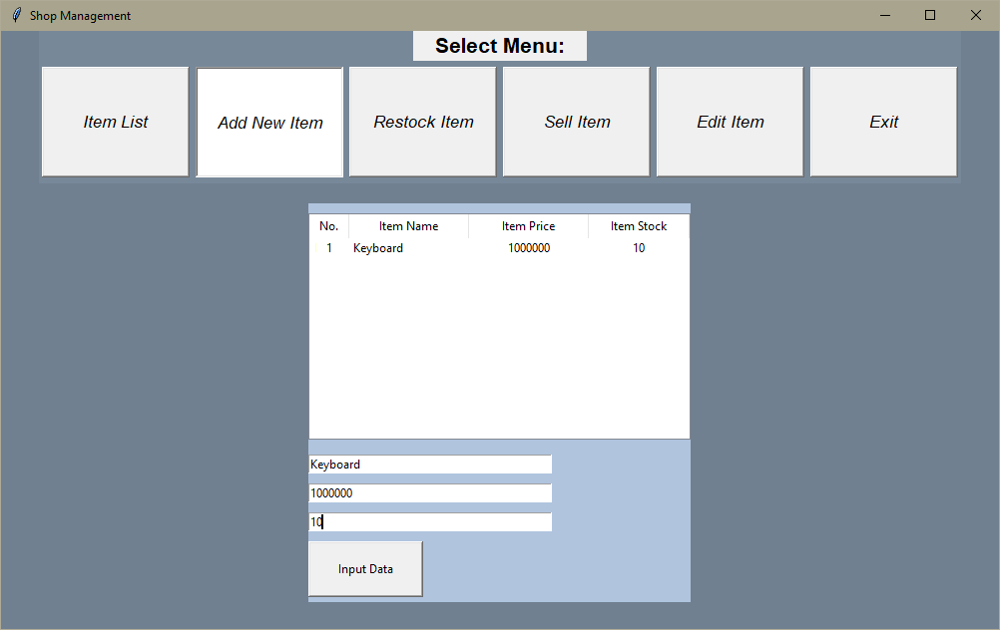 Shop Management
Select Menu:
Item List Add New Item Restock Item Sell Item Edit Item Exit
No. Item Name Item Price Item Stock
1 Keyboard 1000000 10
Keyboard
1000000
10
Input Data